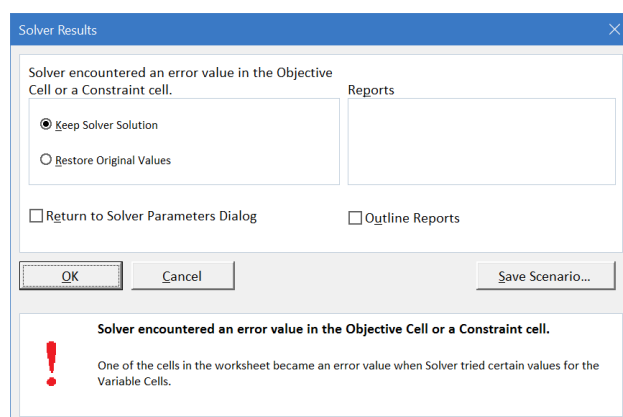 Solver Results
Solver encountered an error value in the Objective
Cell or a Constraint cell.
Reports
Keep Solver Solution
Restore Original Values
Return to Solver Parameters Dialog
Outline Reports
OK
Cancel
Save Scenario...
Solver encountered an error value in the Objective Cell or a Constraint cell.
One of the cells in the worksheet became an error value when Solver tried certain values for the
Variable Cells.